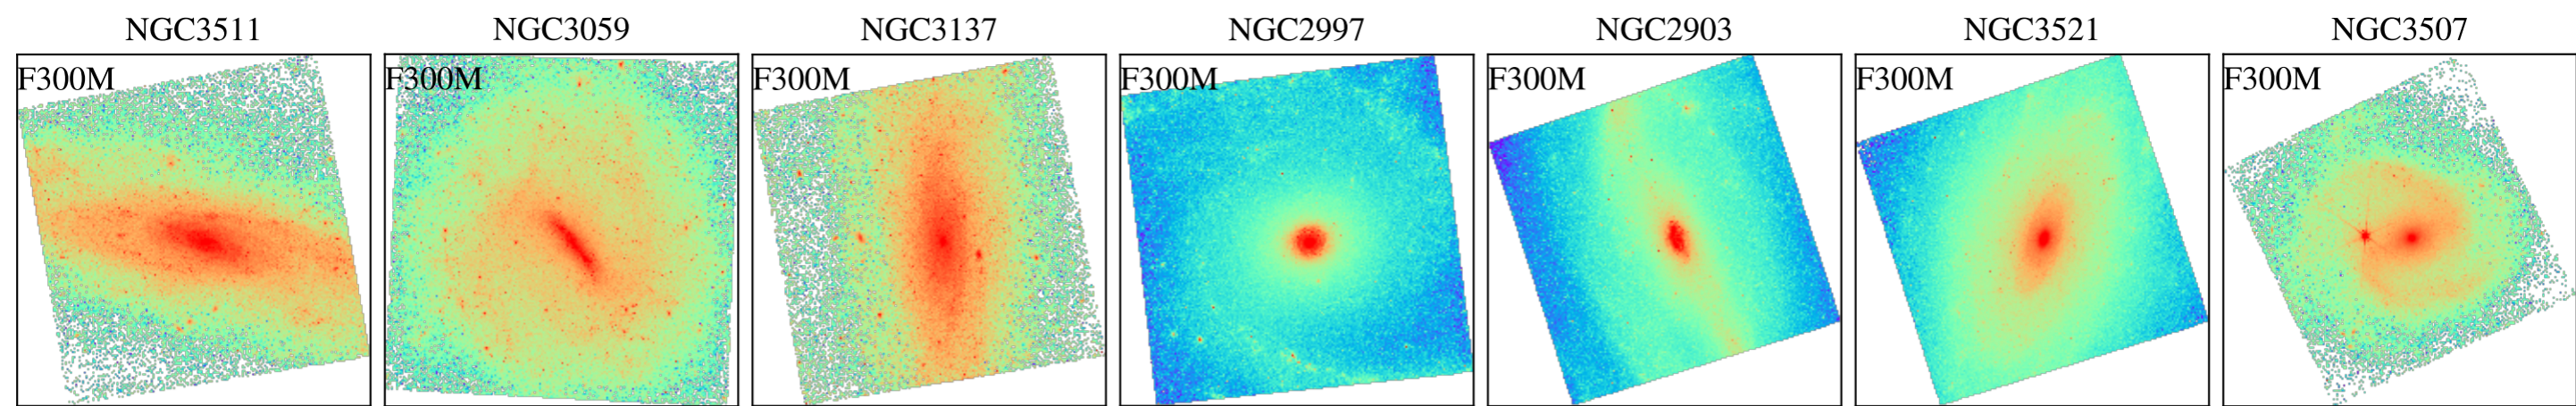 NGC3511 NGC3059 NGC3137 NGC2997 NGC2903 NGC3521 NGC3507
F300M F300M F300M F300M F300M F300M F300M